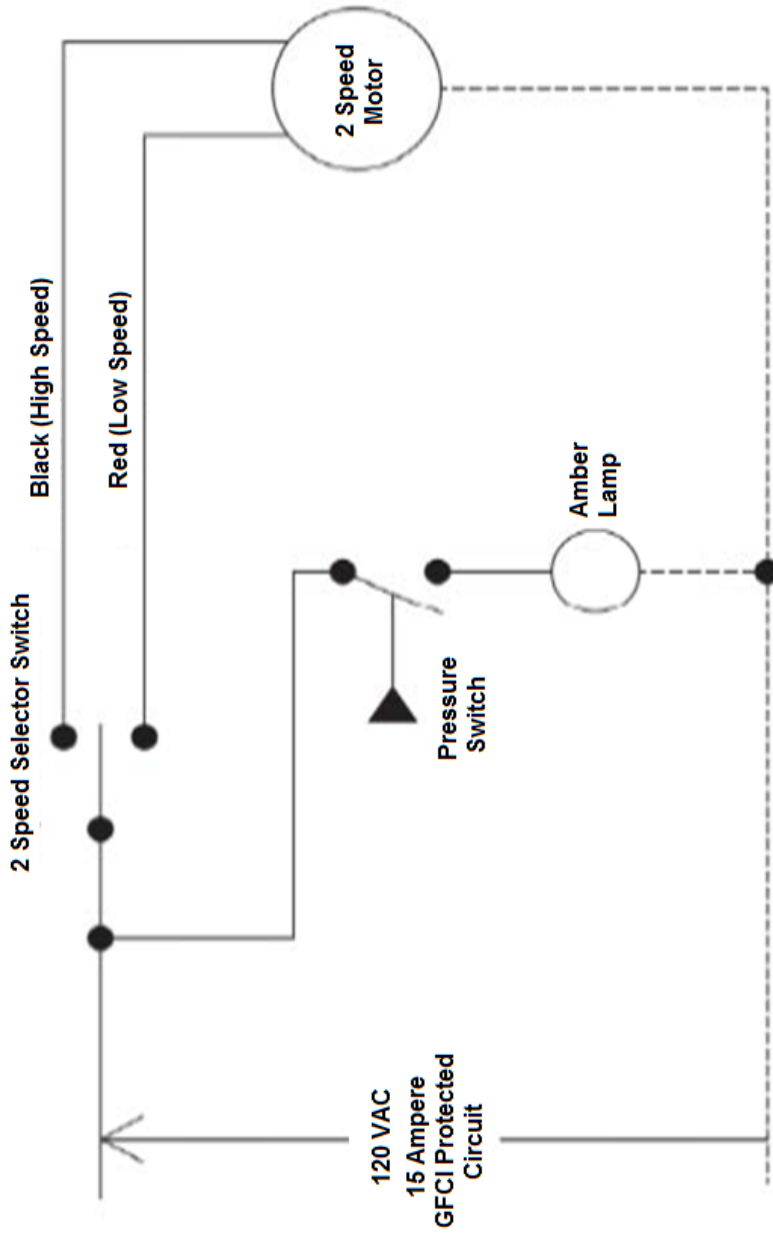 2 Speed Selector Switch
Black (High Speed)
Red (Low Speed)
2 Speed
Motor
Pressure
Switch
Amber
Lamp
120 VAC
15 Ampere
GFCI Protected
Circuit